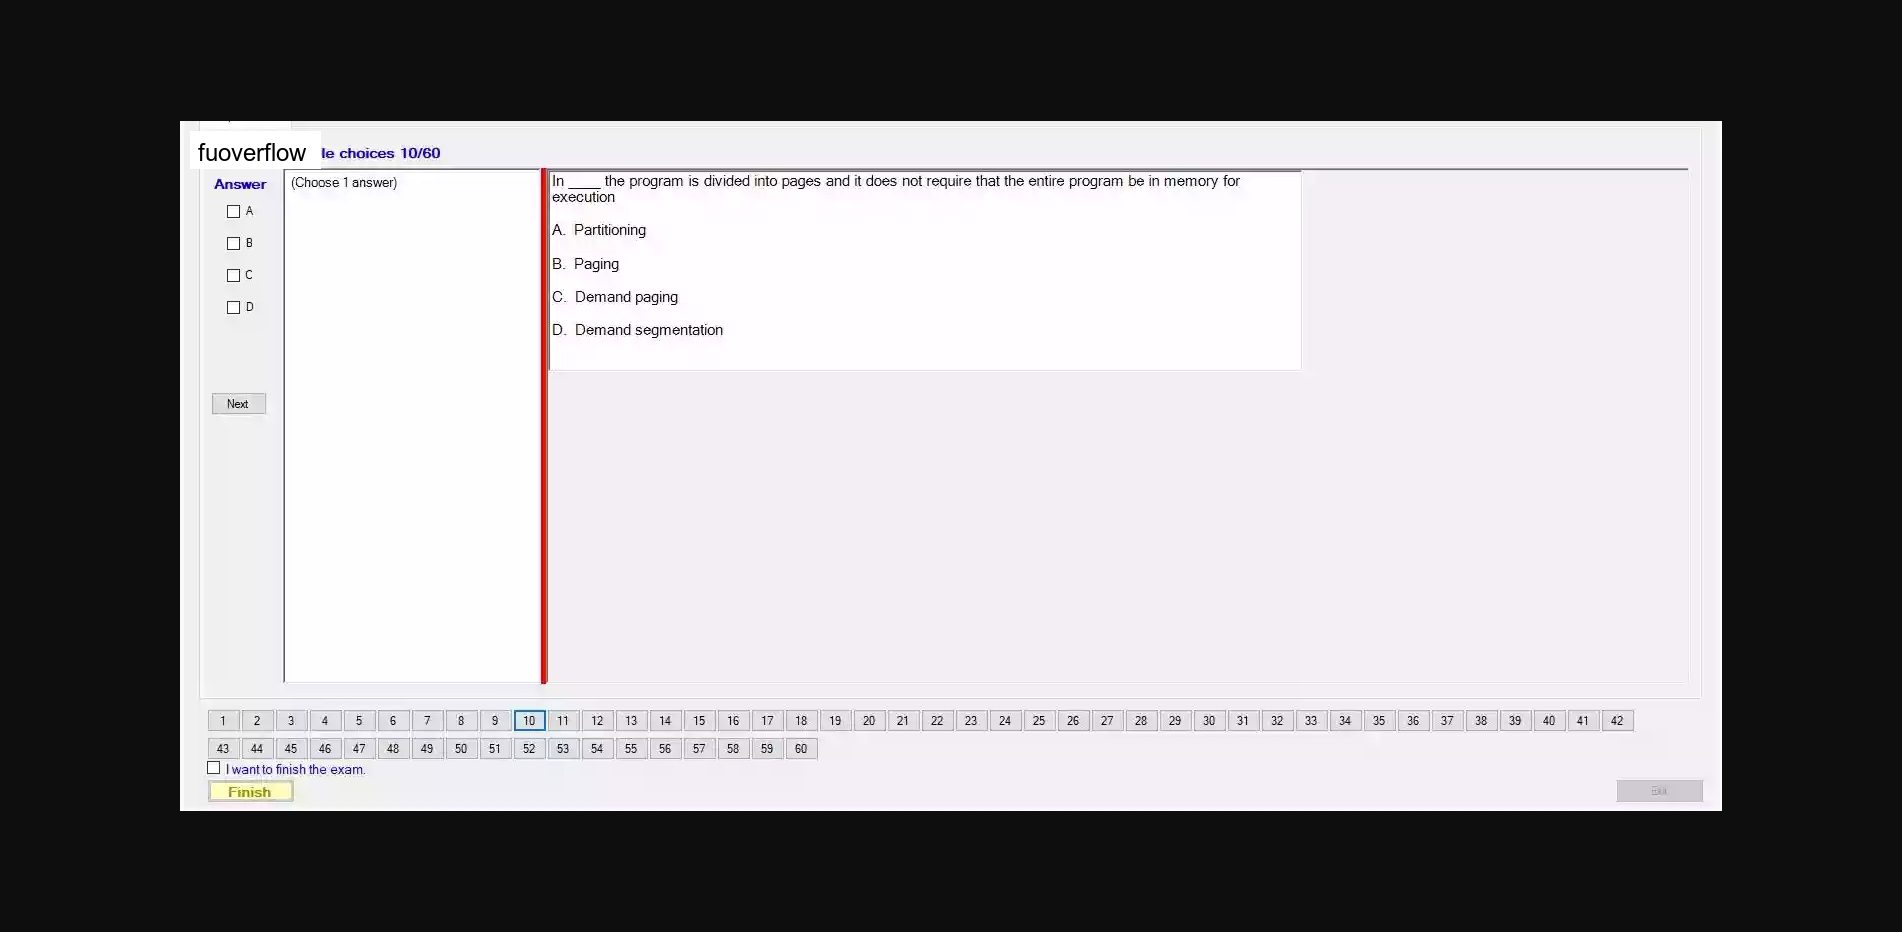 fuoverflow
le choices 10/60
Answer
A
B
C
D
Next
(Choose 1 answer)
In ____ the program is divided into pages and it does not require that the entire program be in memory for
execution
A. Partitioning
B. Paging
C. Demand paging
D. Demand segmentation
1 2 3 4 5 6 7 8 9 10 11 12 13 14 15 16 17 18 19 20 21 22 23 24 25 26 27 28 29 30 31 32 33 34 35 36 37 38 39 40 41 42
43 44 45 46 47 48 49 50 51 52 53 54 55 56 57 58 59 60
I want to finish the exam.
Finish
Exit